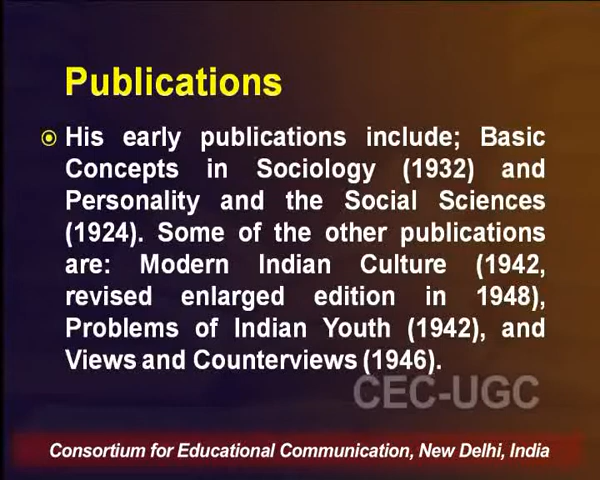 Publications
His early publications include; Basic
Concepts in Sociology (1932) and
Personality and the Social Sciences
(1924). Some of the other publications
are: Modern Indian Culture (1942,
revised enlarged edition in 1948),
Problems of Indian Youth (1942), and
Views and Counterviews (1946).
CEC-UGC
Consortium for Educational Communication, New Delhi, India